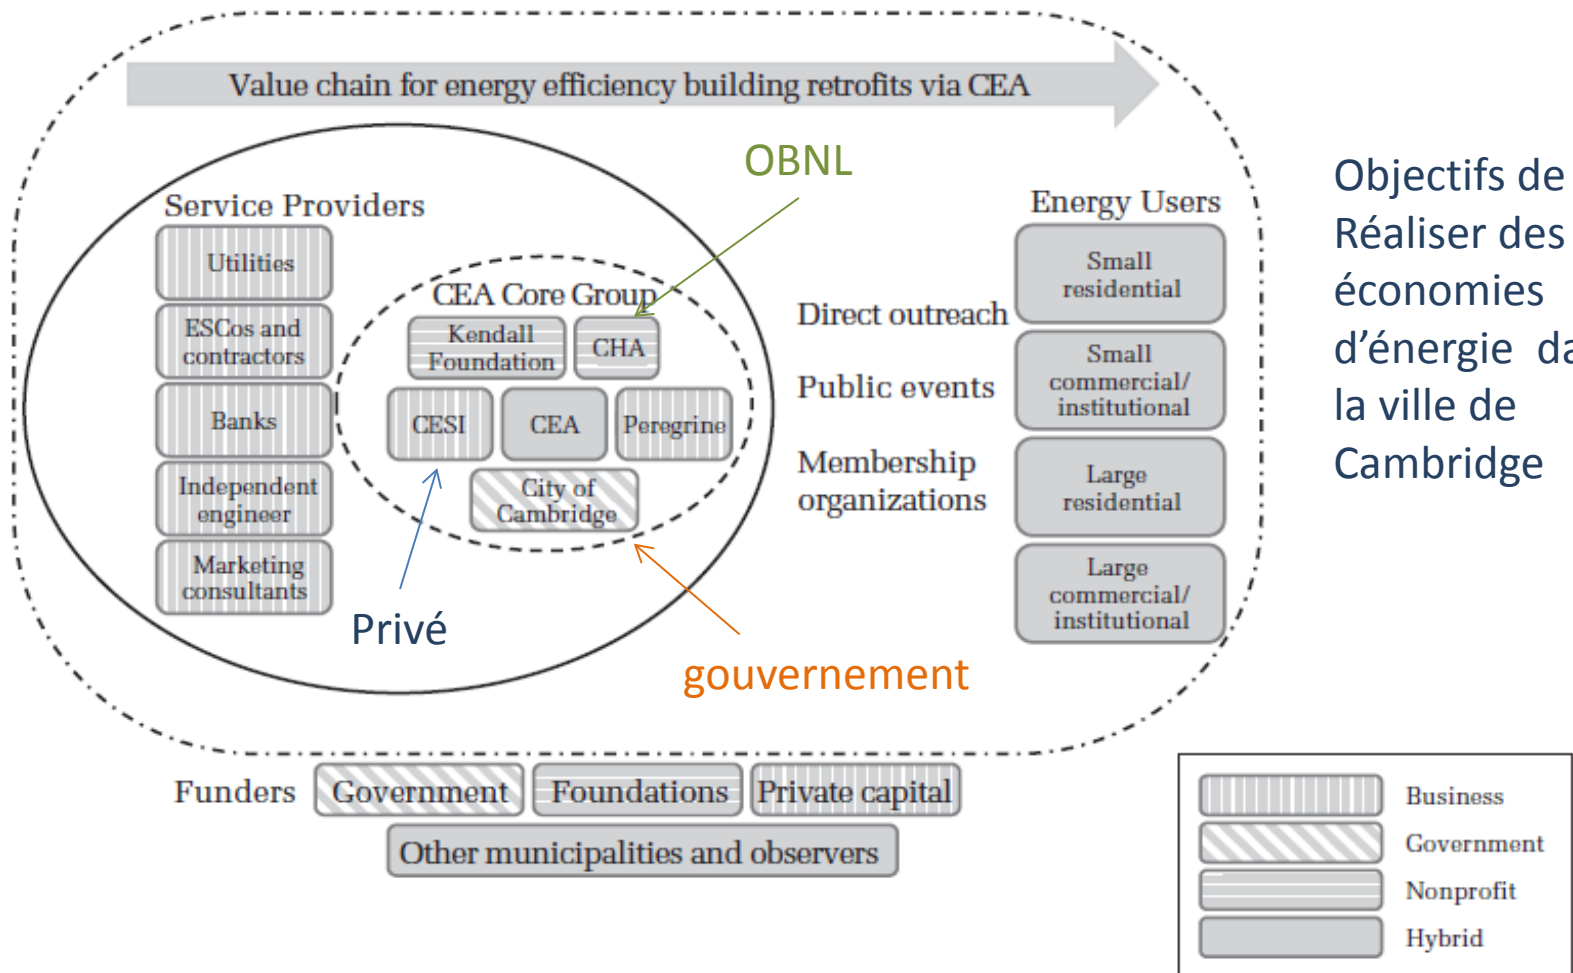 Value chain for energy efficiency building retrofits via CEA
OBNL
Service Providers
Utilities
ESCos and
contractors
Banks
Independent
engineer
Marketing
consultants
CEA Core Group
Kendall
Foundation
CHA
CESI
CEA
Peregrine
City of
Cambridge
Privé
gouvernement
Direct outreach
Public events
Membership
organizations
Energy Users
Small
residential
Small
commercial/
institutional
Large
residential
Large
commercial/
institutional
Objectifs de
Réaliser des
économies
d’énergie
la ville de
Cambridge
Funders
Government
Foundations
Private capital
Other municipalities and observers
Business
Government
Nonprofit
Hybrid